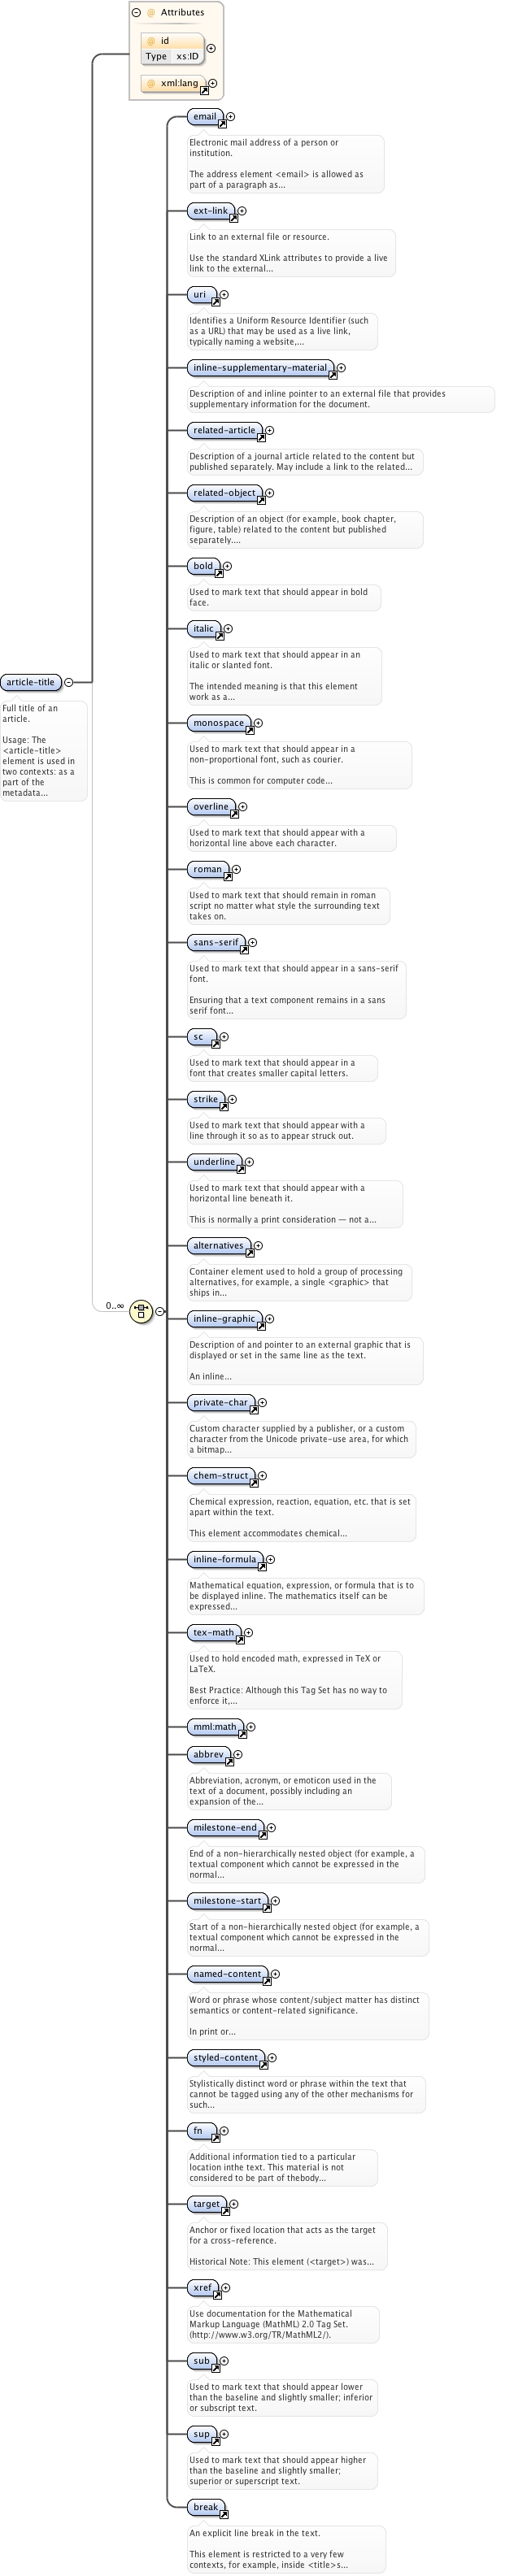 Attributes
@ id
Type xs:ID
@ xml:lang
email
Electronic mail address of a person or
institution.
The address element <email> is allowed as
part of a paragraph as...
ext-link
Link to an external file or resource.
Use the standard XLink attributes to provide a live
link to the external...
uri
Identifies a Uniform Resource Identifier (such
as a URL) that may be used as a live link,
typically naming a website,...
inline-supplementary-material
Description of and inline pointer to an external file that provides
supplementary information for the document.
related-article
Description of a journal article related to the content but
published separately. May include a link to the related...
related-object
Description of an object (for example, book chapter,
figure, table) related to the content but published
separately....
bold
Used to mark text that should appear in bold
face.
italic
Used to mark text that should appear in an
italic or slanted font.
The intended meaning is that this element
work as a...
article-title
Full title of an
article.
Usage: The
<article-title>
element is used in
two contexts: as a
part of the
metadata...
monospace
Used to mark text that should appear in a
non-proportional font, such as courier.
This is common for computer code...
overline
Used to mark text that should appear with a
horizontal line above each character.
roman
Used to mark text that should remain in roman
script no matter what style the surrounding text
takes on.
sans-serif
Used to mark text that should appear in a sans-serif
font.
Ensuring that a text component remains in a sans
serif font...
sc
Used to mark text that should appear in a
font that creates smaller capital letters.
strike
Used to mark text that should appear with a
line through it so as to appear struck out.
underline
Used to mark text that should appear with a
horizontal line beneath it.
This is normally a print consideration — not a...
alternatives
Container element used to hold a group of processing
alternatives, for example, a single <graphic> that
ships in...
0..∞
inline-graphic
Description of and pointer to an external graphic that is
displayed or set in the same line as the text.
An inline...
private-char
Custom character supplied by a publisher, or a custom
character from the Unicode private-use area, for which
a bitmap...
chem-struct
Chemical expression, reaction, equation, etc. that is set
apart within the text.
This element accommodates chemical...
inline-formula
Mathematical equation, expression, or formula that is to
be displayed inline. The mathematics itself can be
expressed...
tex-math
Used to hold encoded math, expressed in TeX or
LaTeX.
Best Practice: Although this Tag Set has no way to
enforce it,...
mml:math
abbrev
Abbreviation, acronym, or emoticon used in the
text of a document, possibly including an
expansion of the...
milestone-end
End of a non-hierarchically nested object (for example, a
textual component which cannot be expressed in the
normal...
milestone-start
Start of a non-hierarchically nested object (for example, a
textual component which cannot be expressed in the
normal...
named-content
Word or phrase whose content/subject matter has distinct
semantics or content-related significance.
In print or...
styled-content
Stylistically distinct word or phrase within the text that
cannot be tagged using any of the other mechanisms for
such...
fn
Additional information tied to a particular
location inthe text. This material is not
considered to be part of thebody...
target
Anchor or fixed location that acts as the target
for a cross-reference.
Historical Note: This element (<target>) was...
xref
Use documentation for the Mathematical
Markup Language (MathML) 2.0 Tag Set.
(http://www.w3.org/TR/MathML2/).
sub
Used to mark text that should appear lower
than the baseline and slightly smaller; inferior
or subscript text.
sup
Used to mark text that should appear higher
than the baseline and slightly smaller;
superior or superscript text.
break
An explicit line break in the text.
This element is restricted to a very few
contexts, for example, inside <title>s...